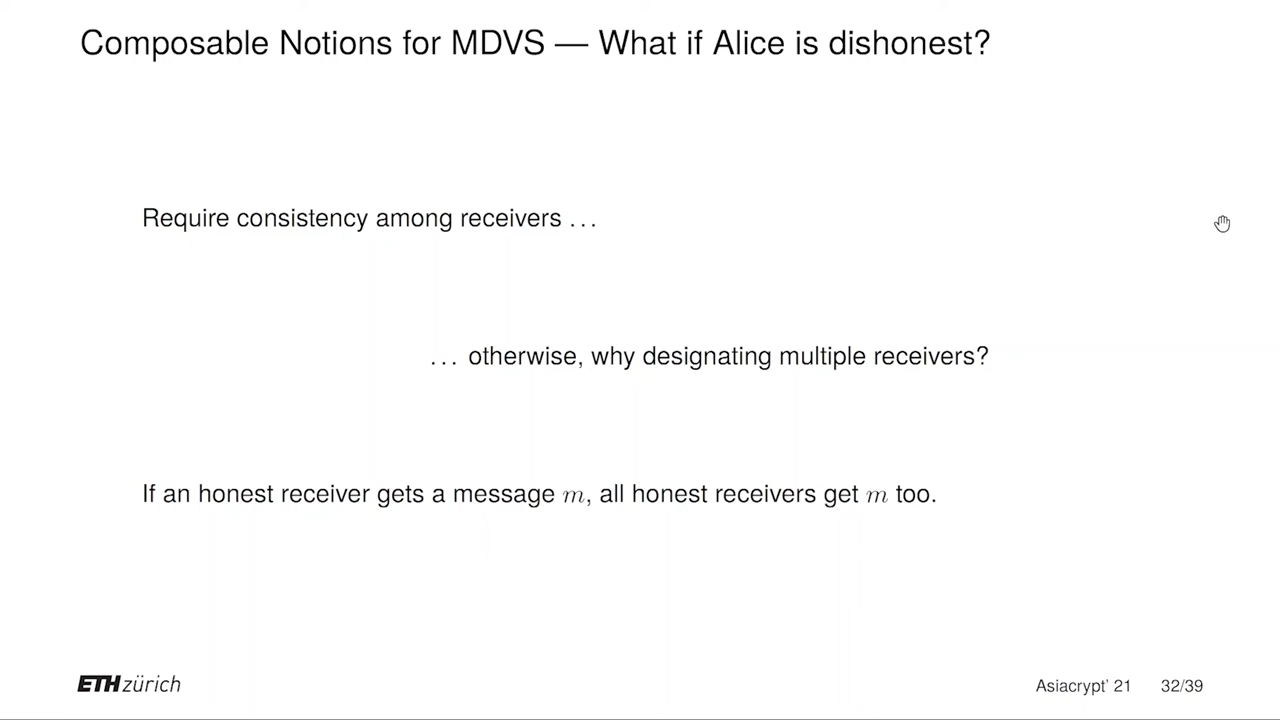 Composable Notions for MDVS — What if Alice is dishonest?
Require consistency among receivers ...
... otherwise, why designating multiple receivers?
If an honest receiver gets a message m, all honest receivers get m too.
ETH zürich
Asiacrypt' 21 32/39